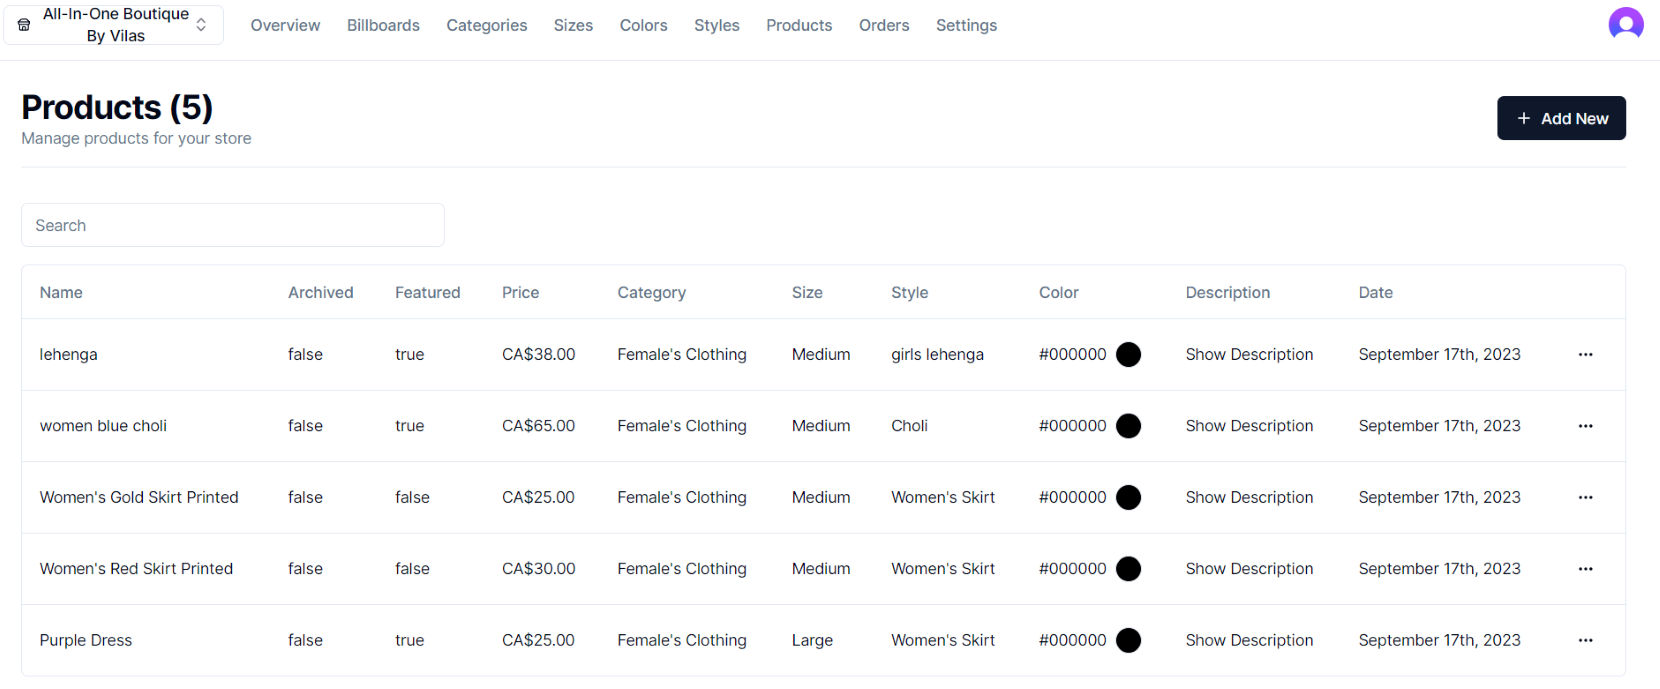 All-In-One Boutique
By Vilas
Overview Billboards Categories Sizes Colors Styles Products Orders Settings
Products (5)
Manage products for your store
+ Add New
Search
Name Archived Featured Price Category Size Style Color Description Date
lehenga false true CA$38.00 Female's Clothing Medium girls lehenga #000000 Show Description September 17th, 2023 ...
women blue choli false true CA$65.00 Female's Clothing Medium Choli #000000 Show Description September 17th, 2023 ...
Women's Gold Skirt Printed false false CA$25.00 Female's Clothing Medium Women's Skirt #000000 Show Description September 17th, 2023 ...
Women's Red Skirt Printed false false CA$30.00 Female's Clothing Medium Women's Skirt #000000 Show Description September 17th, 2023 ...
Purple Dress false true CA$25.00 Female's Clothing Large Women's Skirt #000000 Show Description September 17th, 2023 ...